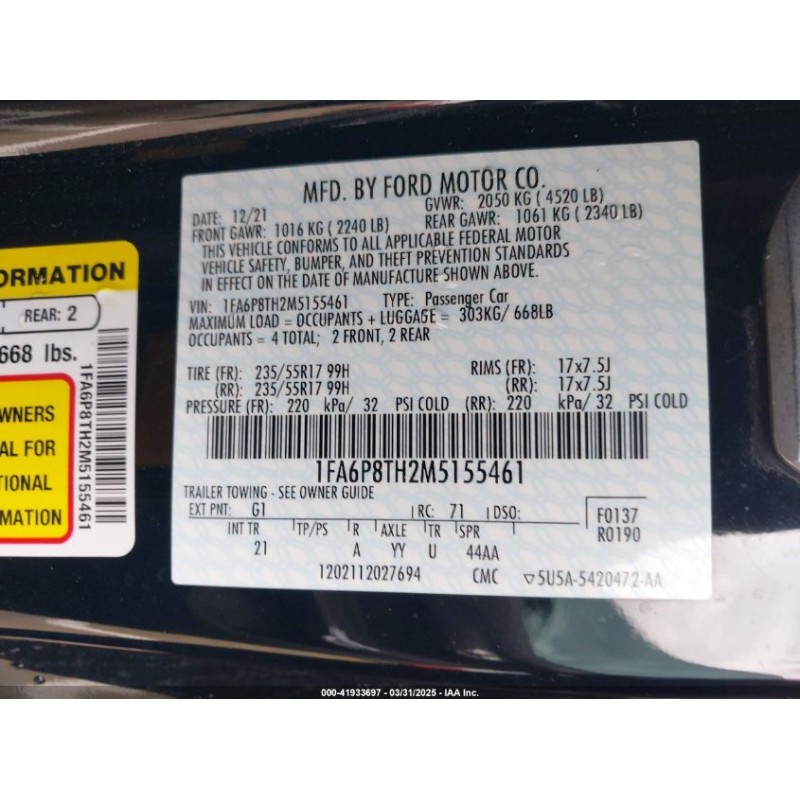 ORMATION
REAR: 2
668 lbs.
WNERS
AL FOR
TIONAL
MATION
1FA6P8TH2M5155461
MFD. BY FORD MOTOR CO.
DATE: 12/21 GVWR: 2050 KG ( 4520 LB)
FRONT GAWR: 1016 KG ( 2240 LB) REAR GAWR: 1061 KG ( 2340 LB)
THIS VEHICLE CONFORMS TO ALL APPLICABLE FEDERAL MOTOR
VEHICLE SAFETY, BUMPER, AND THEFT PREVENTION STANDARDS
IN EFFECT ON THE DATE OF MANUFACTURE SHOWN ABOVE.
VIN: 1FA6P8TH2M5155461 TYPE: Passenger Car
MAXIMUM LOAD = OCCUPANTS + LUGGAGE = 303KG/ 668LB
OCCUPANTS = 4 TOTAL; 2 FRONT, 2 REAR
TIRE (FR): 235/55R17 99H RIMS (FR): 17x7.5J
(RR): 235/55R17 99H (RR): 17x7.5J
PRESSURE (FR): 220 kPa/ 32 PSI COLD (RR): 220 kPa/ 32 PSI COLD
1FA6P8TH2M5155461
TRAILER TOWING - SEE OWNER GUIDE
EXT PNT: G1 RC: 71 DSO: F0137
INT TR TP/PS R AXLE TR SPR R0190
21 A YY U 44AA
1202112027694 CMC ▽5U5A-5420472-AA
000-41933697 - 03/31/2025 - IAA Inc.